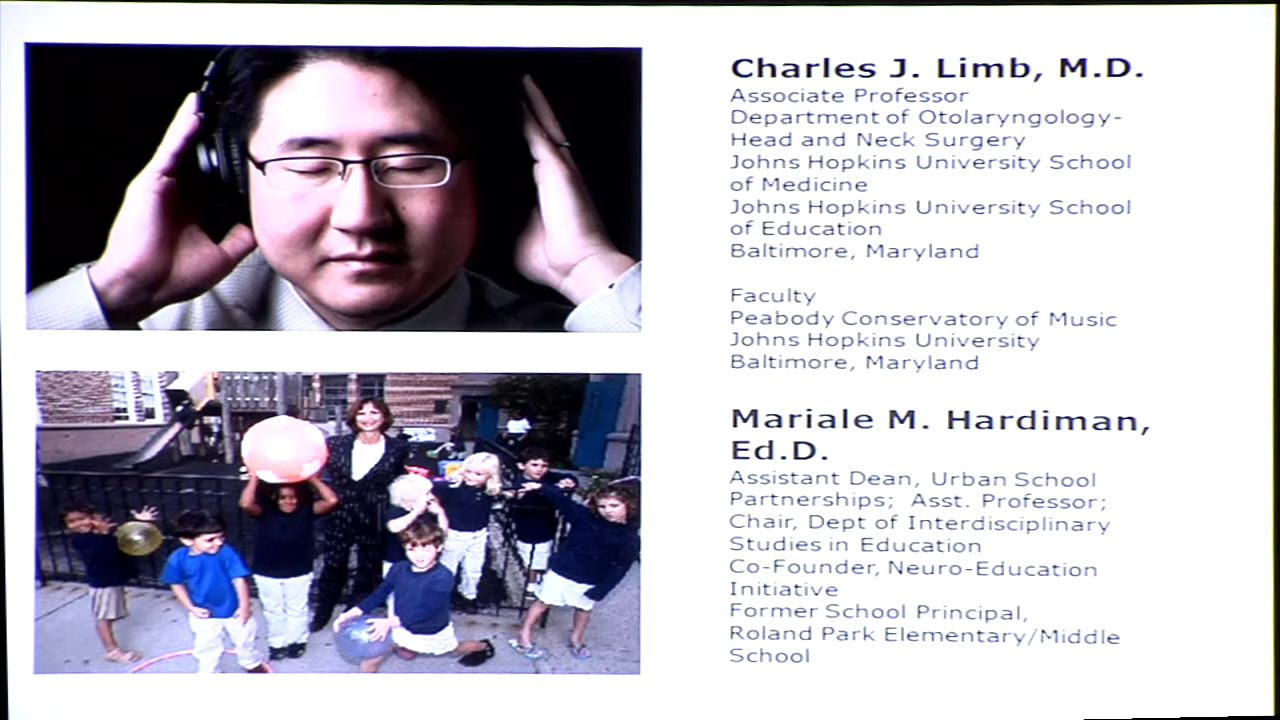 Charles J. Limb, M.D.
Associate Professor
Department of Otolaryngology-
Head and Neck Surgery
Johns Hopkins University School
of Medicine
Johns Hopkins University School
of Education
Baltimore, Maryland
Faculty
Peabody Conservatory of Music
Johns Hopkins University
Baltimore, Maryland
Mariale M. Hardiman,
Ed.D.
Assistant Dean, Urban School
Partnerships; Asst. Professor;
Chair, Dept of Interdisciplinary
Studies in Education
Co-Founder, Neuro-Education
Initiative
Former School Principal,
Roland Park Elementary/Middle
School